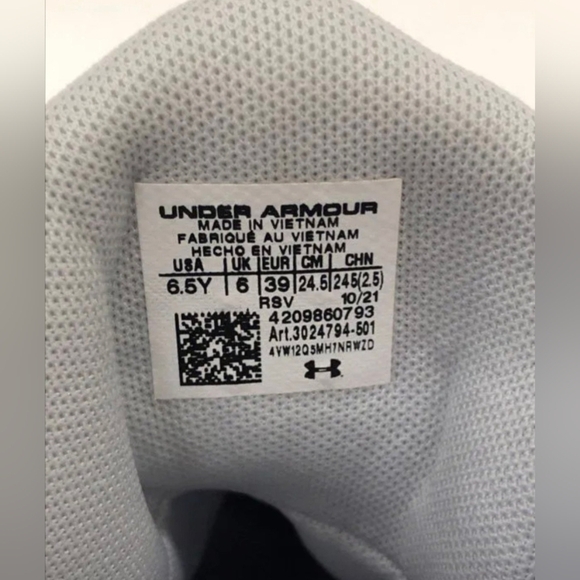 UNDER ARMOUR
MADE IN VIETNAM
FABRIQUÉ AU VIETNAM
HECHO EN VIETNAM
USA UK EUR CM CHN
6.5Y 6 39 24.5 245(2.5)
RSV 10/21
4209860793
Art.3024794-501
4VW12Q5MH7NRWZD